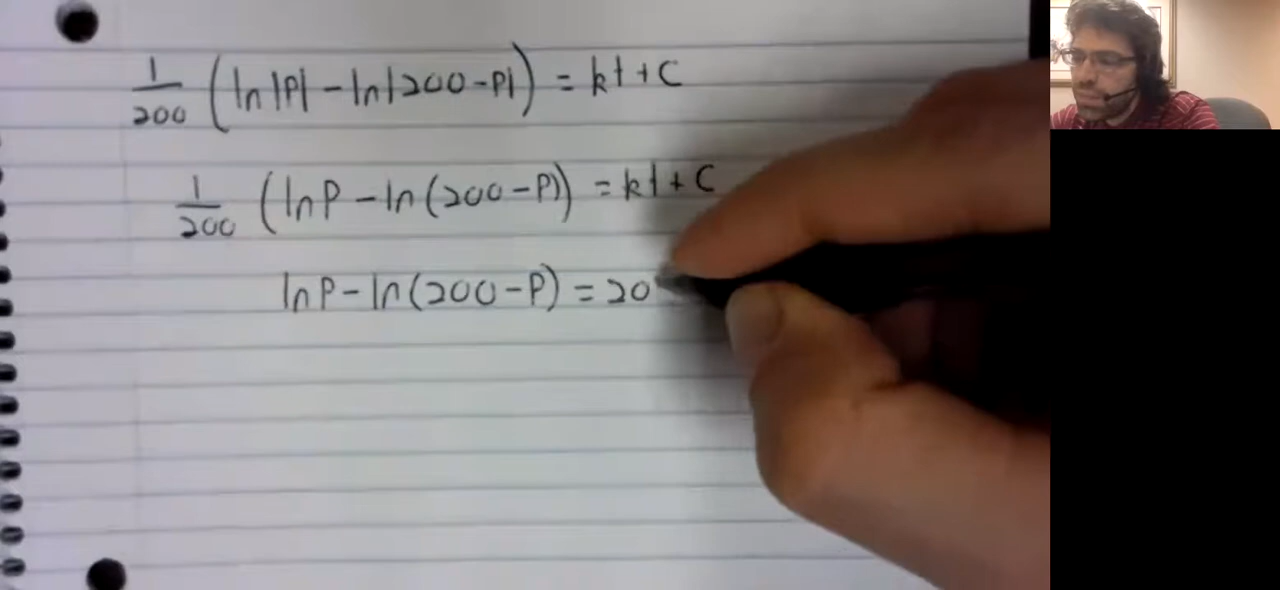 1/200 (ln|P| - ln|200-P|) = kt + C
1/200 (ln P - ln(200-P)) = kt + C
ln P - ln(200-P) = 20